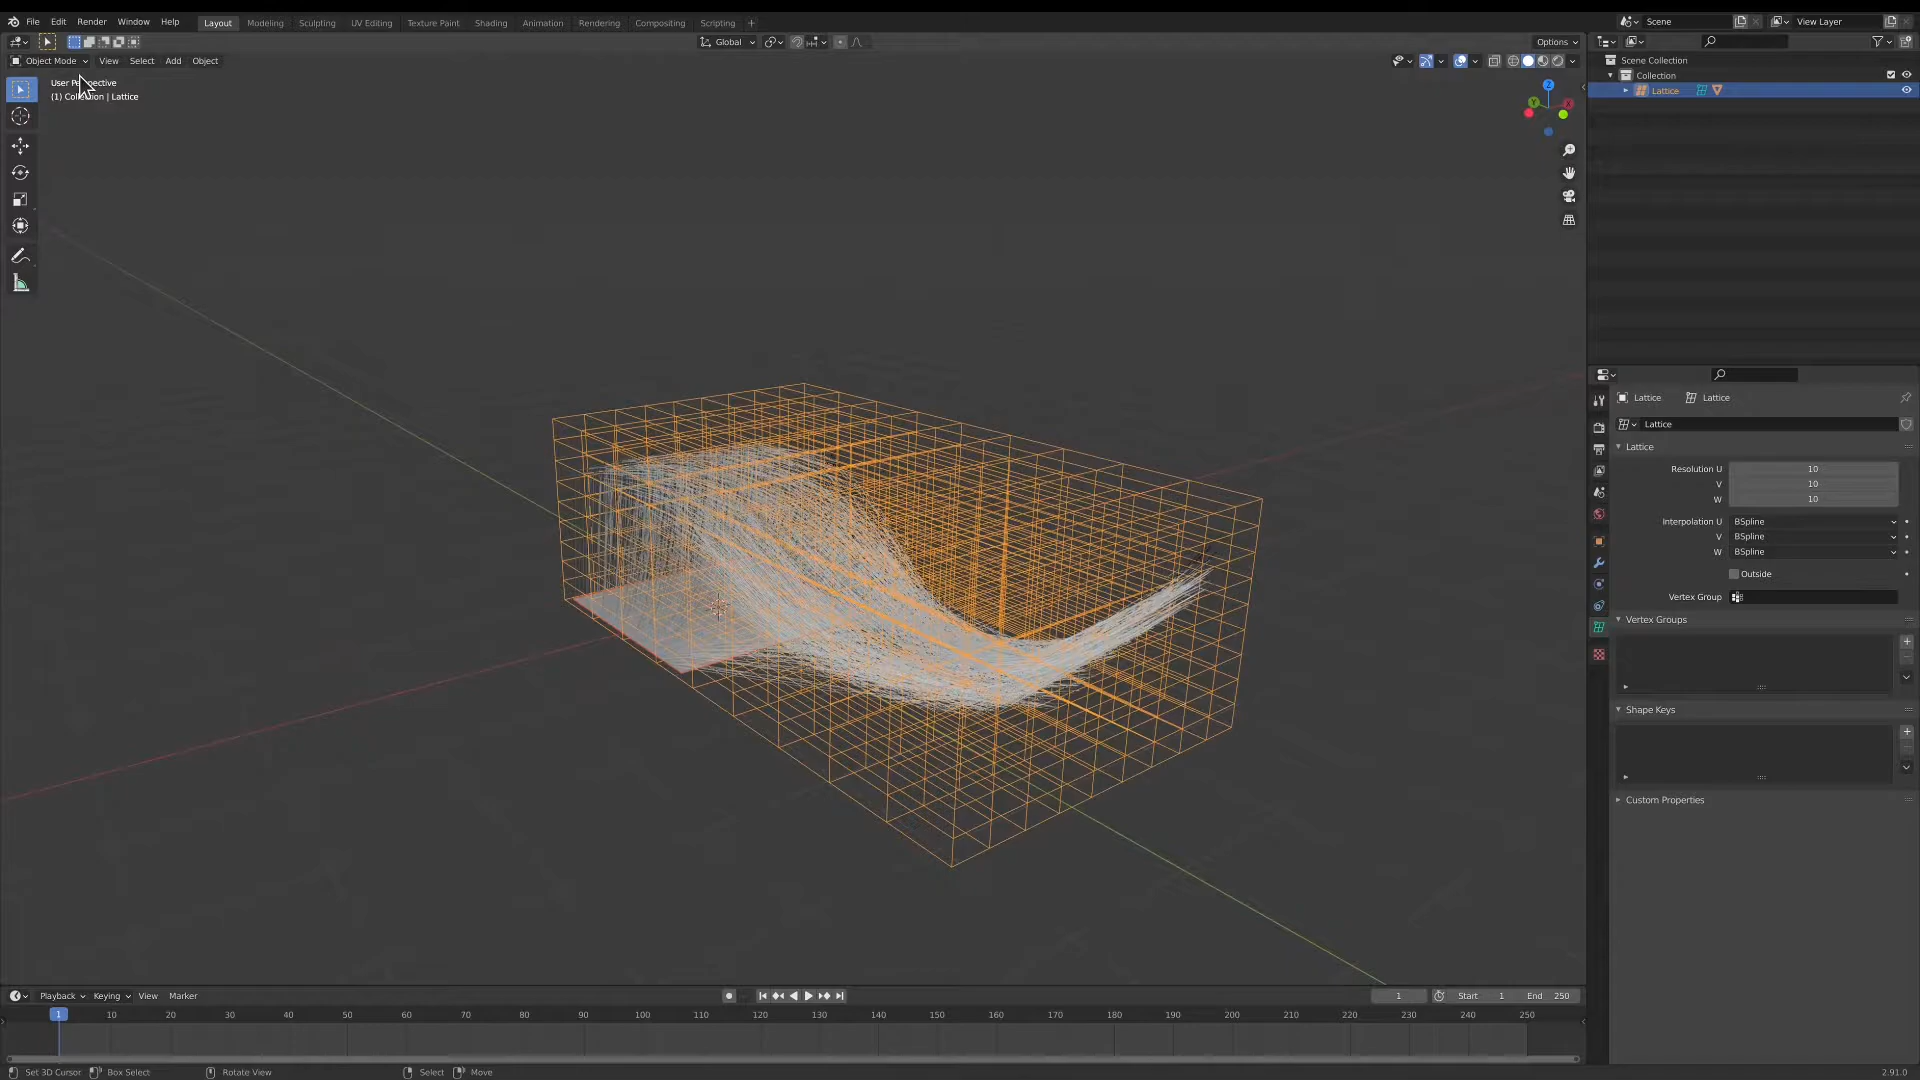 File Edit Render Window Help Layout Modeling Sculpting UV Editing Texture Paint Shading Animation Rendering Compositing Scripting + Scene View Layer
Global Options
Object Mode View Select Add Object
User Perspective
(1) Collection | Lattice
Scene Collection
Collection
Lattice
Lattice Lattice
Lattice
Lattice
Resolution U 10
V 10
W 10
Interpolation U BSpline
V BSpline
W BSpline
Outside
Vertex Group
Vertex Groups
Shape Keys
Custom Properties
X
Y
Z
Playback Keying View Marker 1 Start 1 End 250
1 10 20 30 40 50 60 70 80 90 100 110 120 130 140 150 160 170 180 190 200 210 220 230 240 250
Set 3D Cursor Box Select Rotate View Select Move 2.91.0